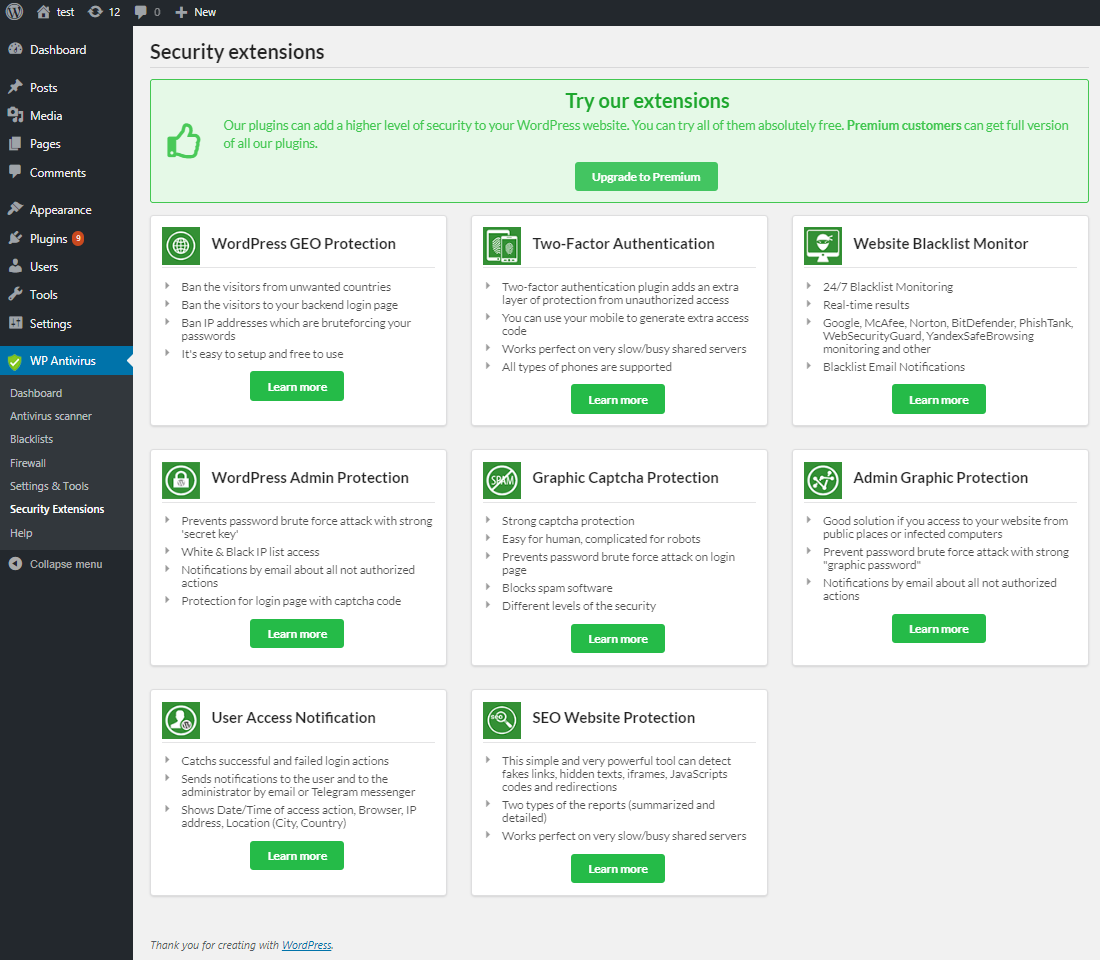 test 12 0 New
Dashboard
Posts
Media
Pages
Comments
Appearance
Plugins 9
Users
Tools
Settings
WP Antivirus
Dashboard
Antivirus scanner
Blacklists
Firewall
Settings & Tools
Security Extensions
Help
Collapse menu
Security extensions
Try our extensions
Our plugins can add a higher level of security to your WordPress website. You can try all of them absolutely free. Premium customers can get full version
of all our plugins.
Upgrade to Premium
WordPress GEO Protection
Ban the visitors from unwanted countries
Ban the visitors to your backend login page
Ban IP addresses which are bruteforcing your
passwords
It's easy to setup and free to use
Learn more
Two-Factor Authentication
Two-factor authentication plugin adds an extra
layer of protection from unauthorized access
You can use your mobile to generate extra access
code
Works perfect on very slow/busy shared servers
All types of phones are supported
Learn more
Website Blacklist Monitor
24/7 Blacklist Monitoring
Real-time results
Google, McAfee, Norton, BitDefender, PhishTank,
WebSecurityGuard, YandexSafeBrowsing
monitoring and other
Blacklist Email Notifications
Learn more
WordPress Admin Protection
Prevents password brute force attack with strong
'secret key'
White & Black IP list access
Notifications by email about all not authorized
actions
Protection for login page with captcha code
Learn more
SPAM
Graphic Captcha Protection
Strong captcha protection
Easy for human, complicated for robots
Prevents password brute force attack on login
page
Blocks spam software
Different levels of the security
Learn more
Admin Graphic Protection
Good solution if you access to your website from
public places or infected computers
Prevent password brute force attack with strong
"graphic password"
Notifications by email about all not authorized
actions
Learn more
User Access Notification
Catchs successful and failed login actions
Sends notifications to the user and to the
administrator by email or Telegram messenger
Shows Date/Time of access action, Browser, IP
address, Location (City, Country)
Learn more
SEO
SEO Website Protection
This simple and very powerful tool can detect
fakes links, hidden texts, iframes, JavaScripts
codes and redirections
Two types of the reports (summarized and
detailed)
Works perfect on very slow/busy shared servers
Learn more
Thank you for creating with WordPress.